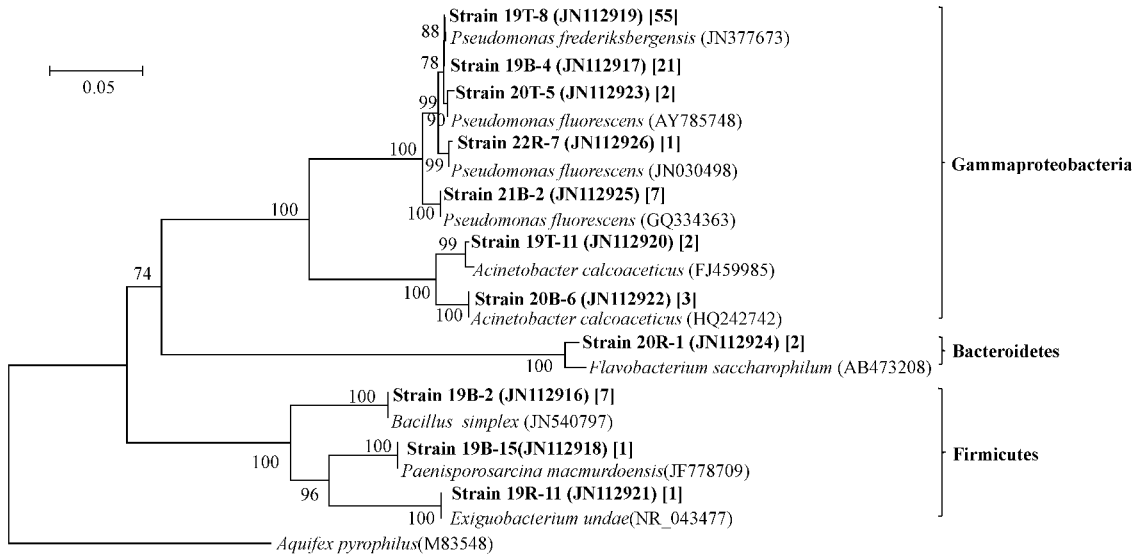 Strain 19T-8 (JN112919) [55]
88
Pseudomonas frederiksbergensis (JN377673)
78
Strain 19B-4 (JN112917) [21]
0.05
Strain 20T-5 (JN112923) [2]
99
90
Pseudomonas fluorescens (AY785748)
Strain 22R-7 (JN112926) [1]
100
99
Pseudomonas fluorescens (JN030498)
Gammaproteobacteria
Strain 21B-2 (JN112925) [7]
100
100
Pseudomonas fluorescens (GQ334363)
Strain 19T-11 (JN112920) [2]
99
Acinetobacter calcoaceticus (FJ459985)
74
100
Strain 20B-6 (JN112922) [3]
100
Acinetobacter calcoaceticus (HQ242742)
Strain 20R-1 (JN112924) [2]
Bacteroidetes
100
Flavobacterium saccharophilum (AB473208)
Strain 19B-2 (JN112916) [7]
100
Bacillus simplex (JN540797)
Strain 19B-15(JN112918) [1]
100
Firmicutes
100
Paenisporosarcina macmurdoensis(JF778709)
96
Strain 19R-11 (JN112921) [1]
100
Exiguobacterium undae(NR_043477)
Aquifex pyrophilus(M83548)